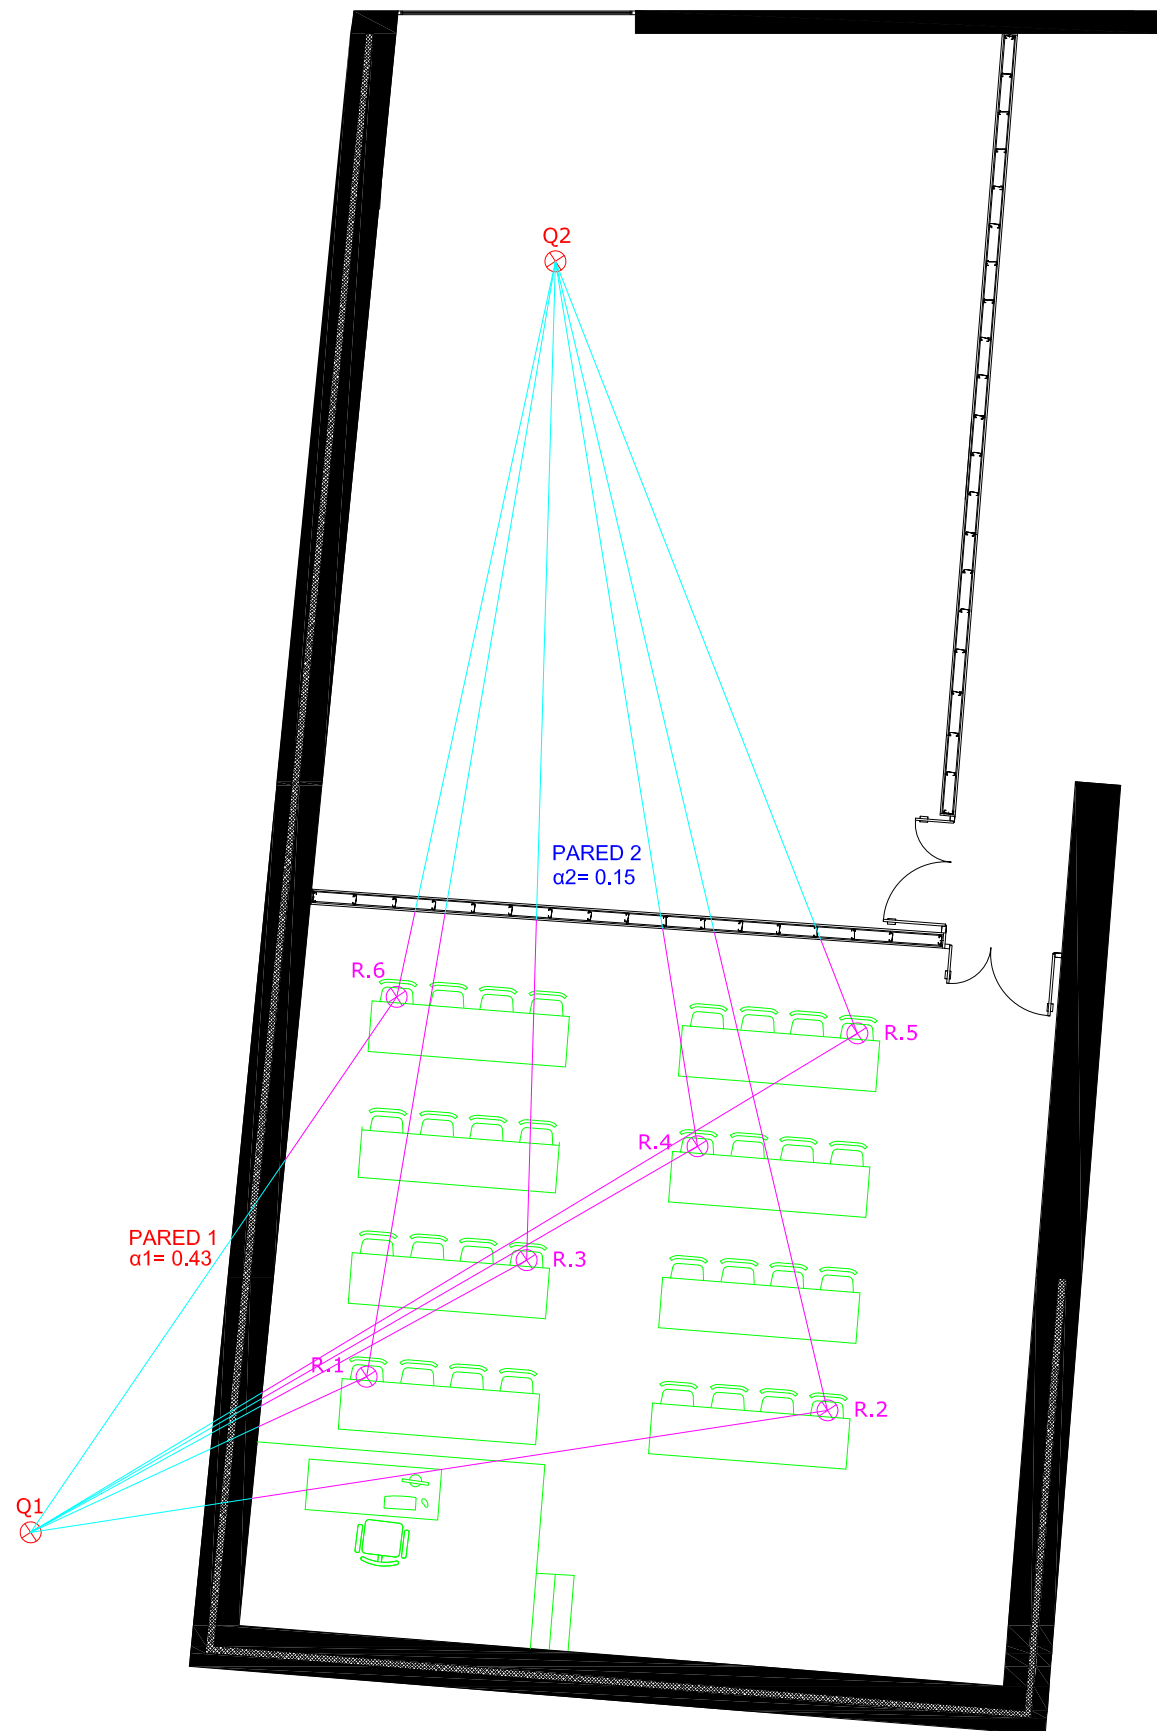 Q2
PARED 2
α2= 0.15
R.6
R.5
R.4
PARED 1
α1= 0.43
R.3
R.1
R.2
Q1